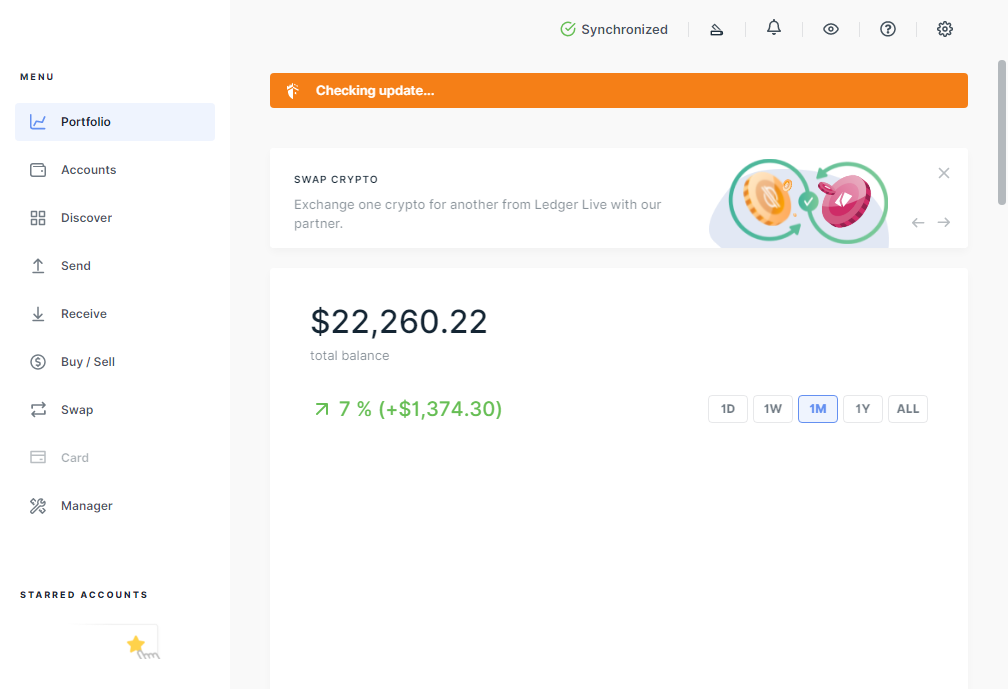 Synchronized
MENU
Checking update...
Portfolio
Accounts
Discover
Send
Receive
Buy / Sell
Swap
Card
Manager
STARRED ACCOUNTS
SWAP CRYPTO
Exchange one crypto for another from Ledger Live with our
partner.
$22,260.22
total balance
7 % (+$1,374.30)
1D 1W 1M 1Y ALL